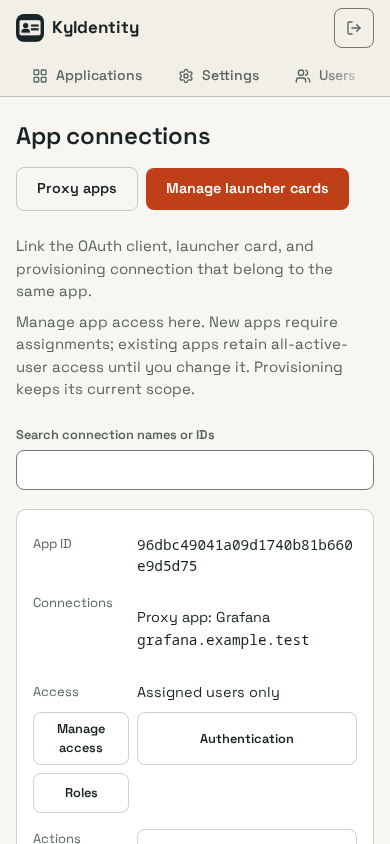 KyIdentity
Applications
Settings
Users
App connections
Proxy apps
Manage launcher cards
Link the OAuth client, launcher card, and
provisioning connection that belong to the
same app.
Manage app access here. New apps require
assignments; existing apps retain all-active-
user access until you change it. Provisioning
keeps its current scope.
Search connection names or IDs
App ID
96dbc49041a09d1740b81b660
e9d5d75
Connections
Proxy app: Grafana
grafana.example.test
Access
Assigned users only
Manage
access
Authentication
Roles
Actions